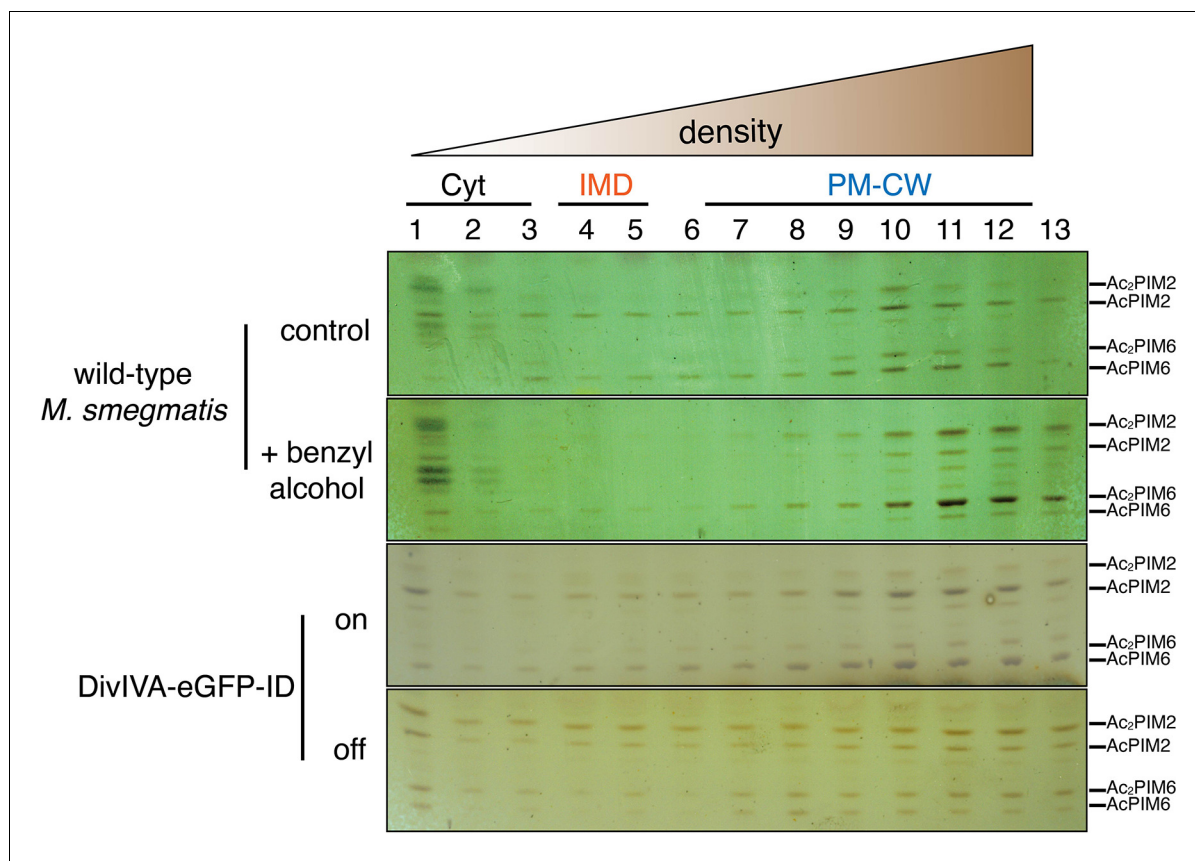 density
Cyt IMD PM-CW
1 2 3 4 5 6 7 8 9 10 11 12 13
wild-type
M. smegmatis
control
Ac₂PIM2
AcPIM2
Ac₂PIM6
AcPIM6
+ benzyl
alcohol
Ac₂PIM2
AcPIM2
Ac₂PIM6
AcPIM6
DivIVA-eGFP-ID
on
Ac₂PIM2
AcPIM2
Ac₂PIM6
AcPIM6
off
Ac₂PIM2
AcPIM2
Ac₂PIM6
AcPIM6